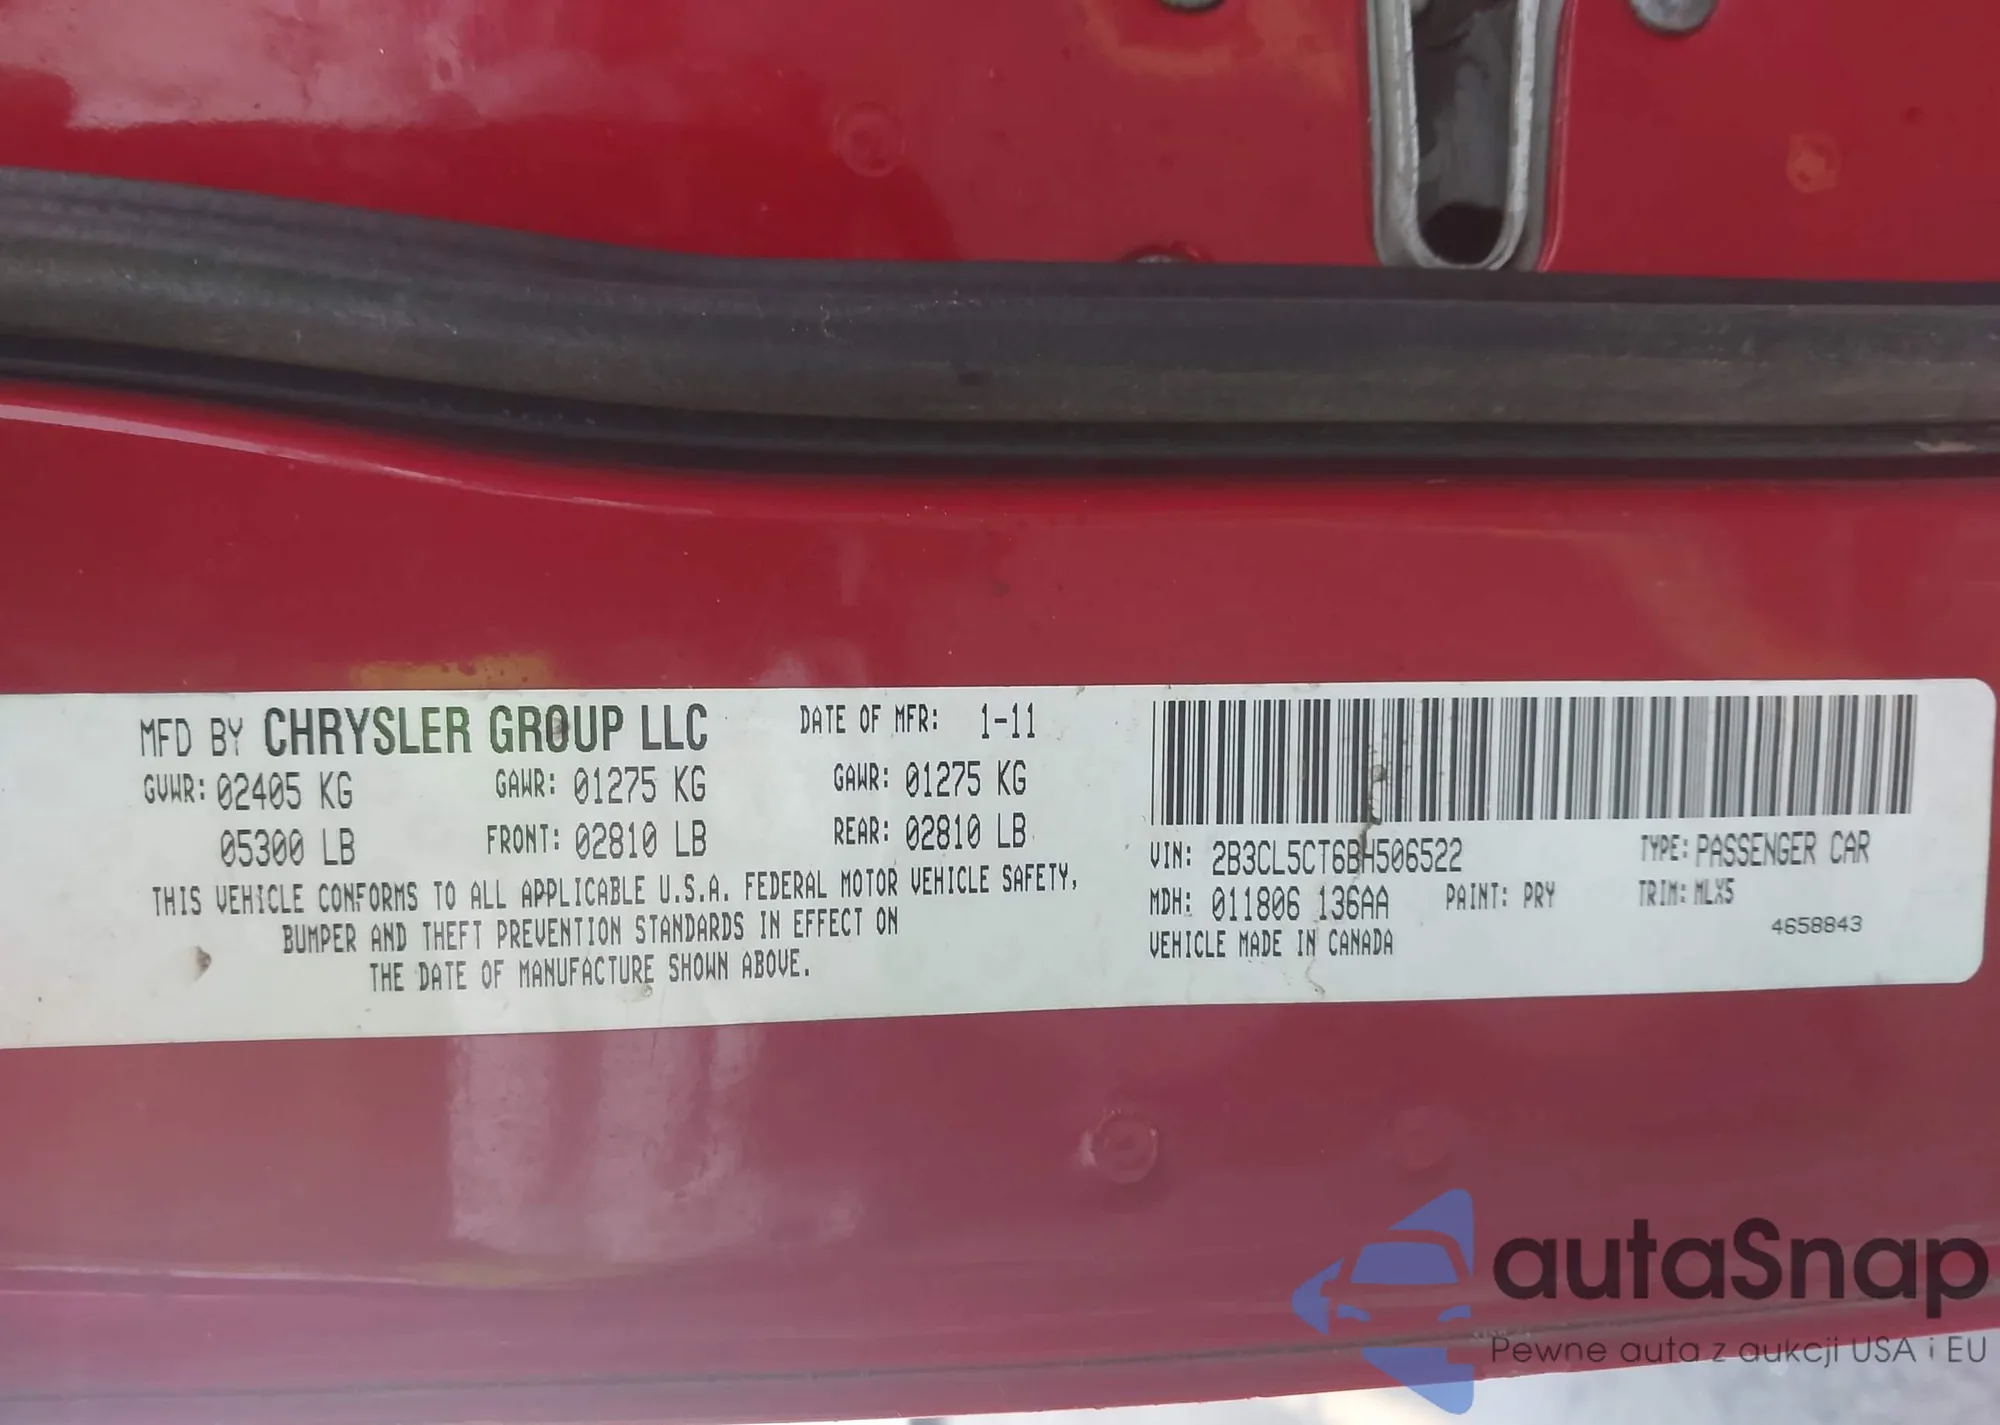 MFD BY CHRYSLER GROUP LLC DATE OF MFR: 1-11
GVWR: 02405 KG GAWR: 01275 KG GAWR: 01275 KG
05300 LB FRONT: 02810 LB REAR: 02810 LB
THIS VEHICLE CONFORMS TO ALL APPLICABLE U.S.A. FEDERAL MOTOR VEHICLE SAFETY,
BUMPER AND THEFT PREVENTION STANDARDS IN EFFECT ON
THE DATE OF MANUFACTURE SHOWN ABOVE.
VIN: 2B3CL5CT6BH506522 TYPE: PASSENGER CAR
MDH: 011806 136AA PAINT: PRY TRIM: MLX5
VEHICLE MADE IN CANADA 4658843
autaSnap
Pewne auta z aukcji USA i EU